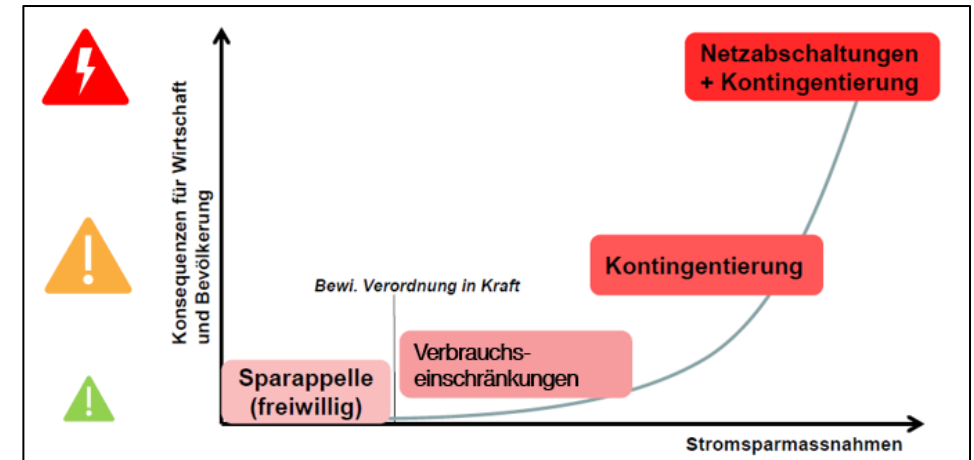 Netzabschaltungen
+ Kontingentierung
Konsequenzen für Wirtschaft
und Bevölkerung
Kontingentierung
Bewi. Verordnung in Kraft
Verbrauchs-
einschränkungen
Sparappelle
(freiwillig)
Stromsparmassnahmen